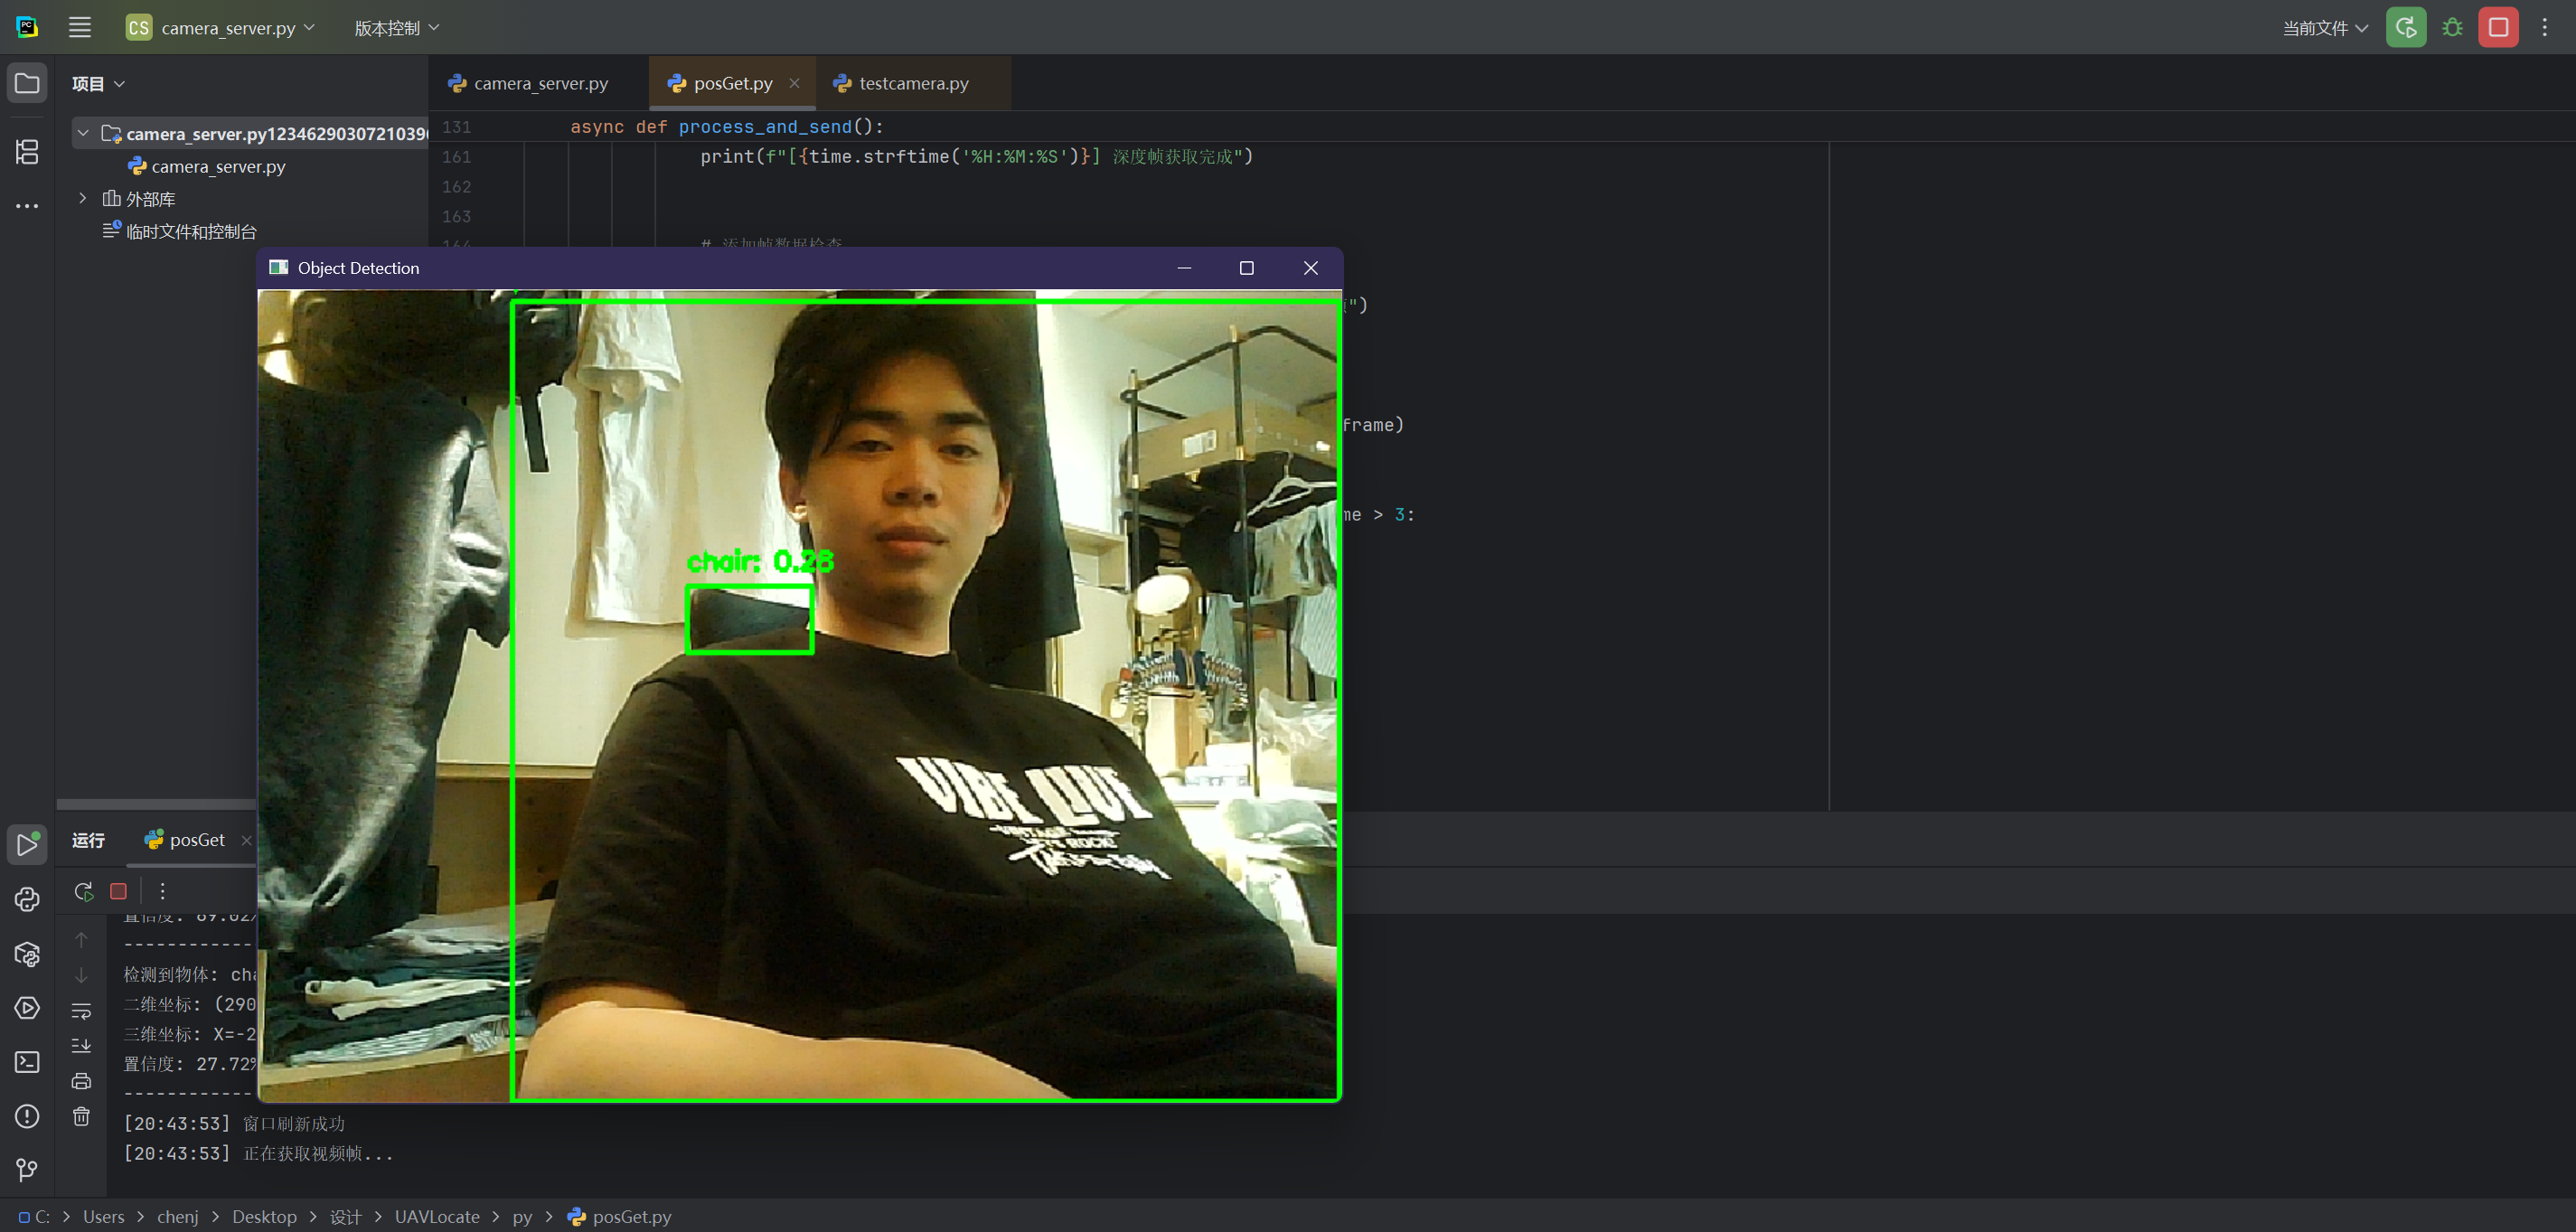 CS camera_server.py
版本控制
当前文件
项目
camera_server.py
posGet.py
testcamera.py
camera_server.py1234629030721039
camera_server.py
外部库
临时文件和控制台
131 async def process_and_send():
161 print(f"[{time.strftime('%H:%M:%S')}] 深度帧获取完成")
162
163
164 # 添加帧数据检查
Object Detection
")
frame)
me > 3:
chair: 0.28
VIBE LOVE
运行
posGet
置信度: 89.02%
------------
检测到物体: cha
二维坐标: (290
三维坐标: X=-2
置信度: 27.72%
------------
[20:43:53] 窗口刷新成功
[20:43:53] 正在获取视频帧...
C: > Users > chenj > Desktop > 设计 > UAVLocate > py > posGet.py